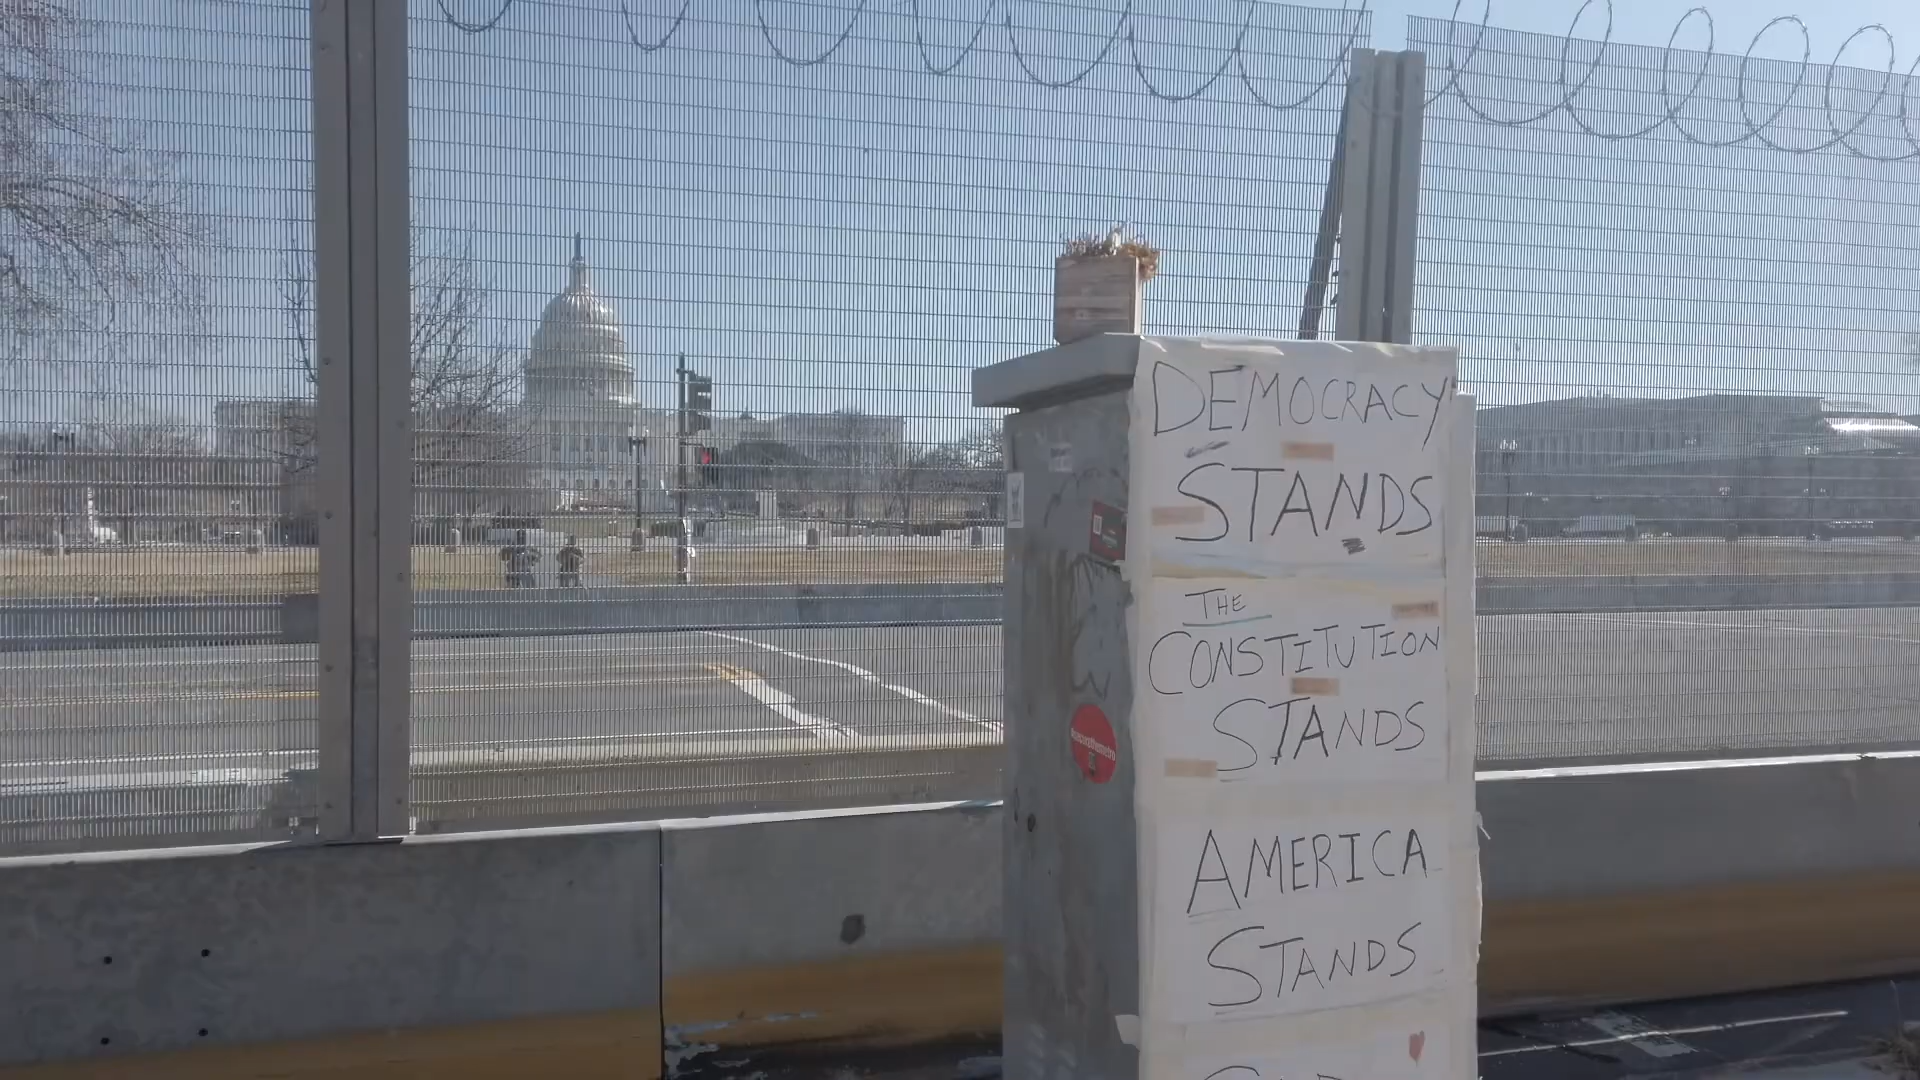 DEMOCRACY
STANDS
THE
CONSTITUTION
STANDS
AMERICA
STANDS